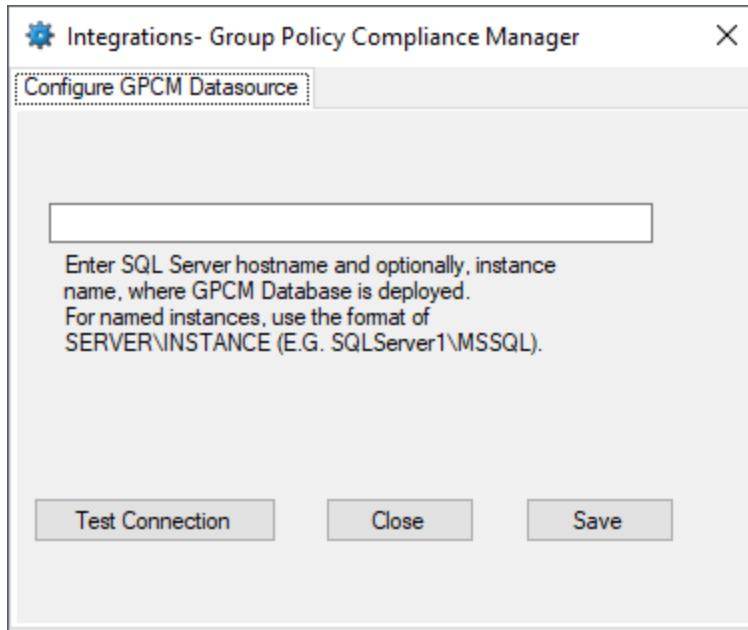 Integrations- Group Policy Compliance Manager
Configure GPCM Datasource
Enter SQL Server hostname and optionally, instance
name, where GPCM Database is deployed.
For named instances, use the format of
SERVER\INSTANCE (E.G. SQLServer1\MSSQL).
Test Connection Close Save